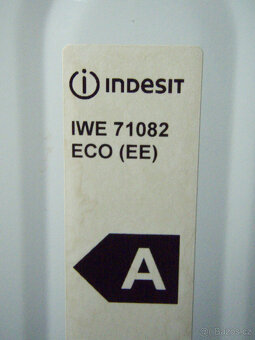 INDESIT
IWE 71082
ECO (EE)
A